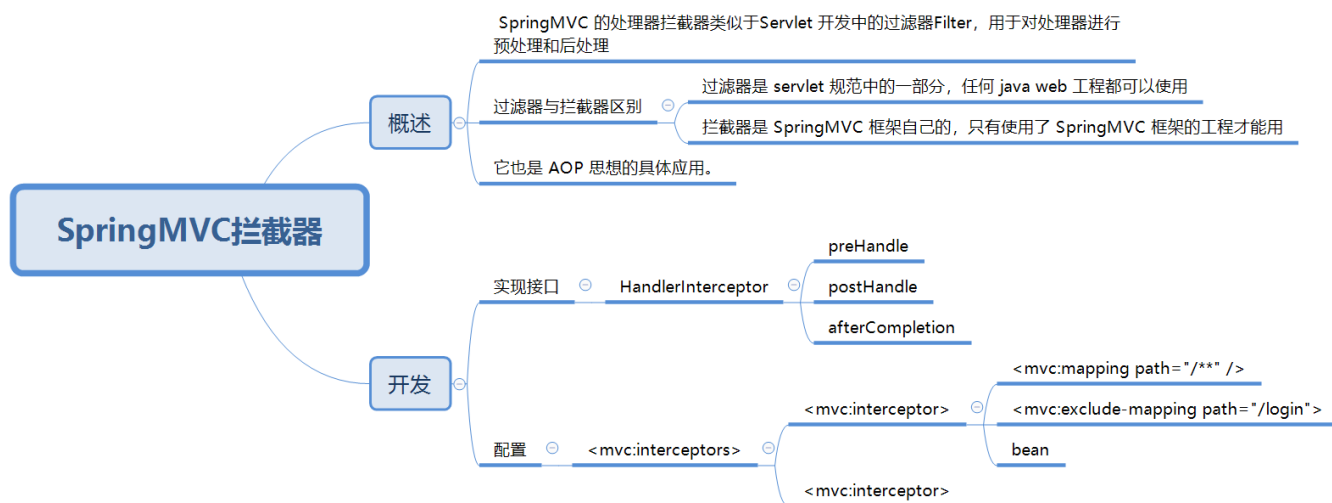 SpringMVC 的处理器拦截器类似于Servlet 开发中的过滤器Filter，用于对处理器进行
预处理和后处理
过滤器与拦截器区别
过滤器是 servlet 规范中的一部分，任何 java web 工程都可以使用
拦截器是 SpringMVC 框架自己的，只有使用了 SpringMVC 框架的工程才能用
概述
它也是 AOP 思想的具体应用。
SpringMVC拦截器
实现接口
HandlerInterceptor
preHandle
postHandle
afterCompletion
开发
配置
<mvc:interceptors>
<mvc:interceptor>
<mvc:mapping path="/**" />
<mvc:exclude-mapping path="/login">
bean
<mvc:interceptor>